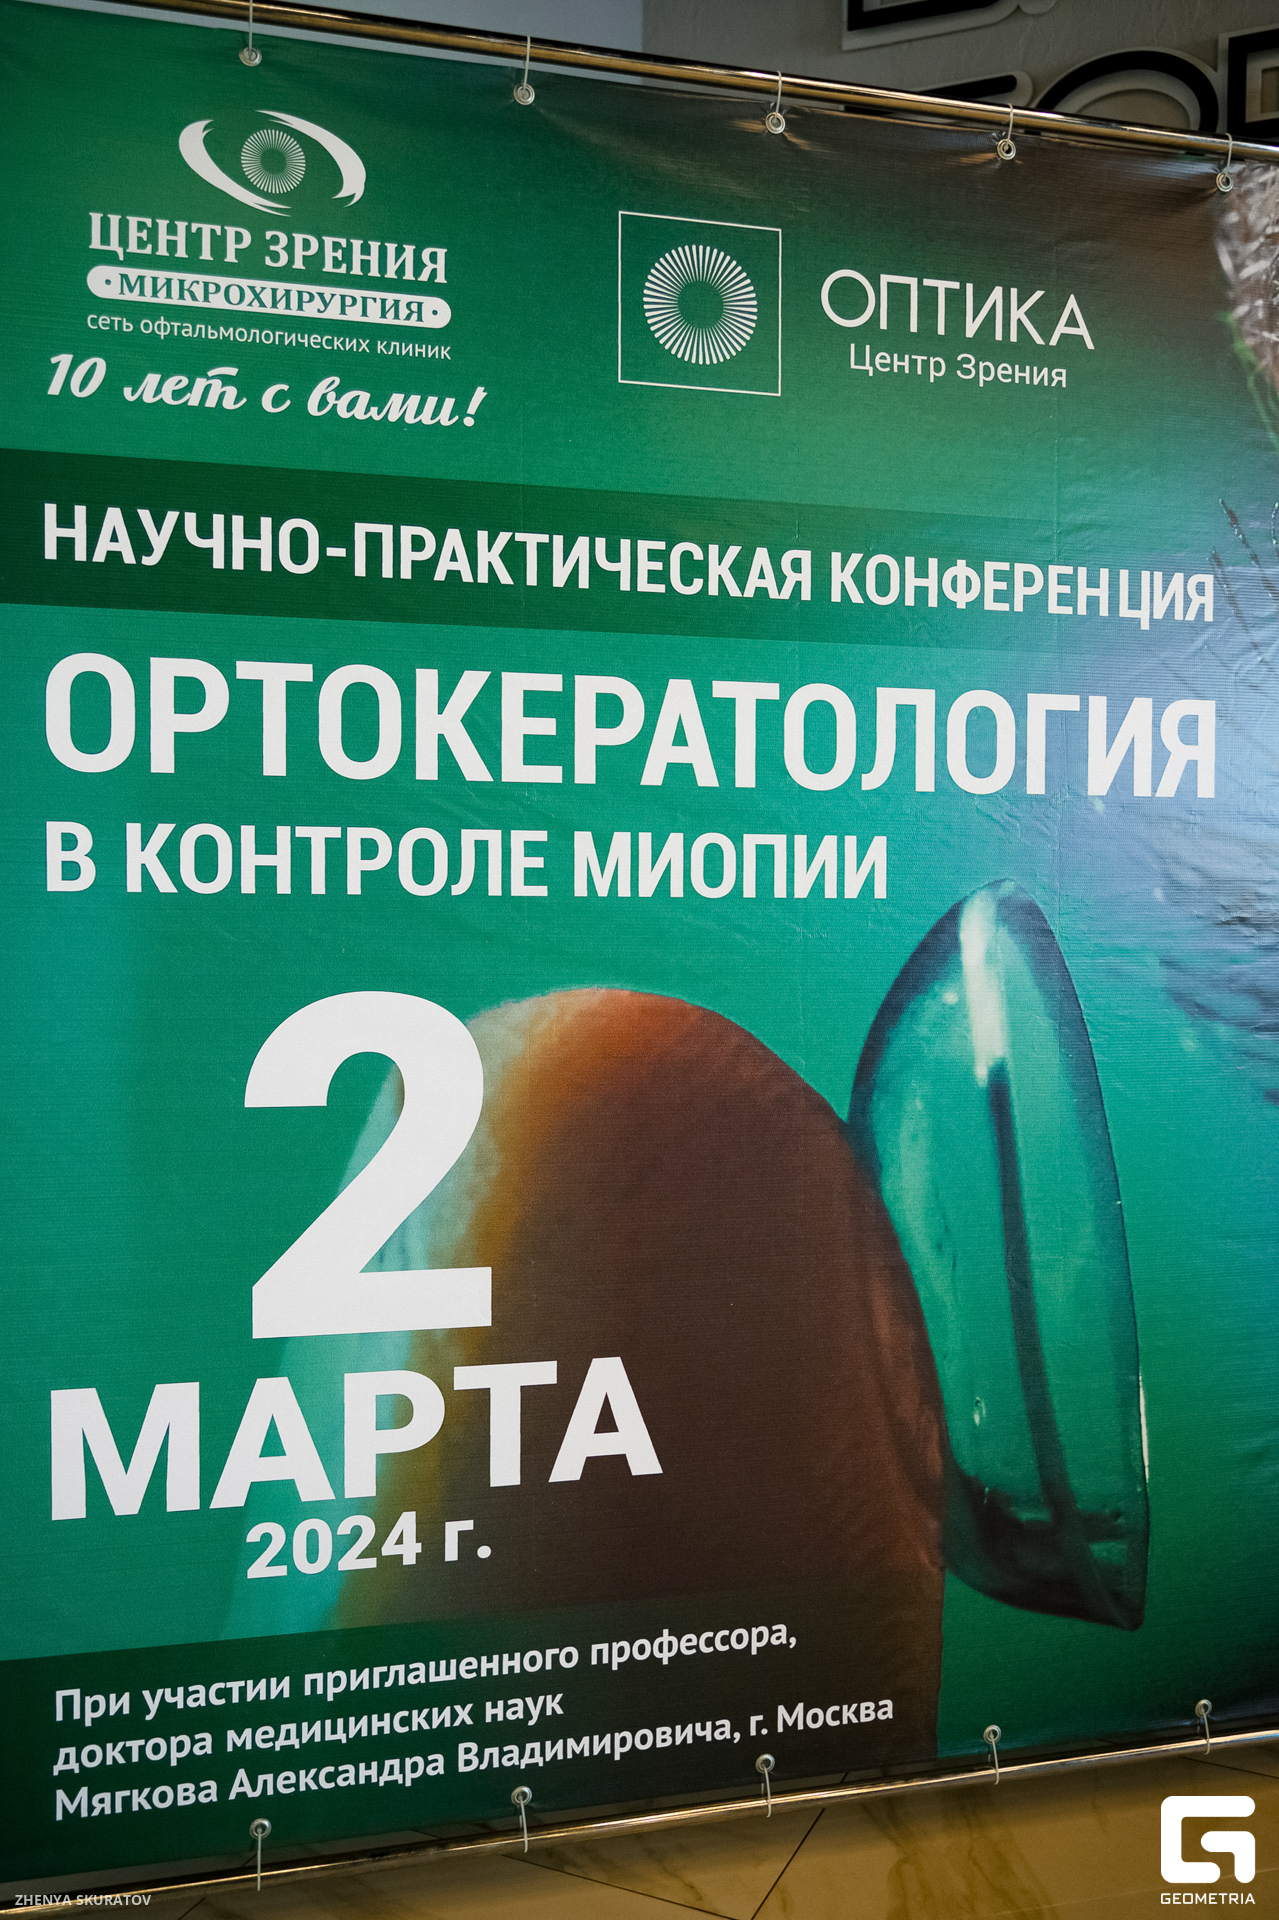 ЦЕНТР ЗРЕНИЯ
·МИКРОХИРУРГИЯ·
сеть офтальмологических клиник
10 лет с вами!
ОПТИКА
Центр Зрения
НАУЧНО-ПРАКТИЧЕСКАЯ КОНФЕРЕНЦИЯ
ОРТОКЕРАТОЛОГИЯ
В КОНТРОЛЕ МИОПИИ
2
МАРТА
2024 г.
При участии приглашенного профессора,
доктора медицинских наук
Мягкова Александра Владимировича, г. Москва
ZHENYA SKURATOV
GEOMETRIA